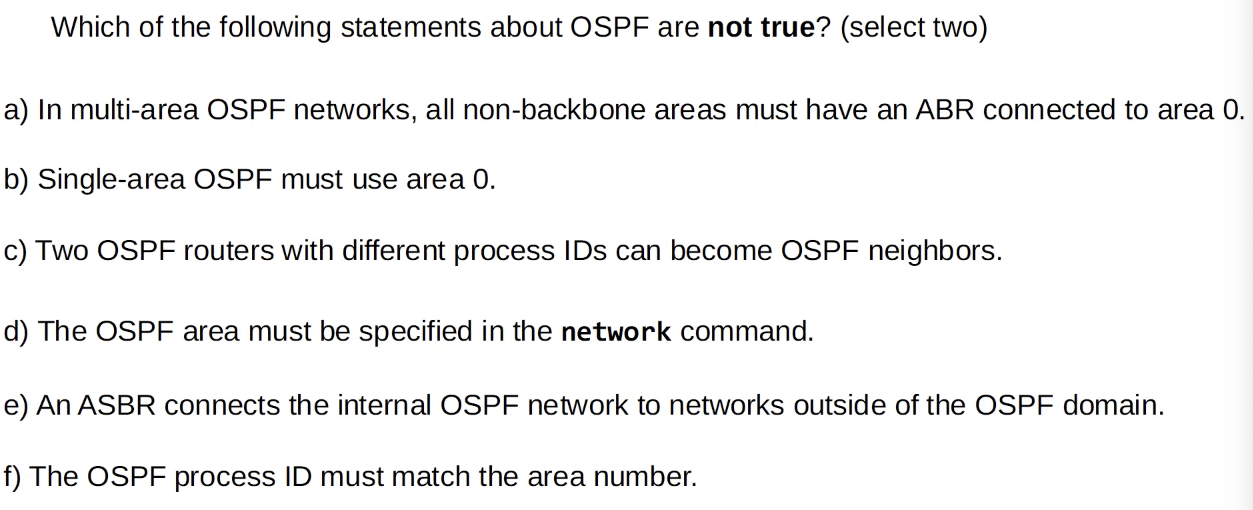 Which of the following statements about OSPF are not true? (select two)
a) In multi-area OSPF networks, all non-backbone areas must have an ABR connected to area 0.
b) Single-area OSPF must use area 0.
c) Two OSPF routers with different process IDs can become OSPF neighbors.
d) The OSPF area must be specified in the network command.
e) An ASBR connects the internal OSPF network to networks outside of the OSPF domain.
f) The OSPF process ID must match the area number.